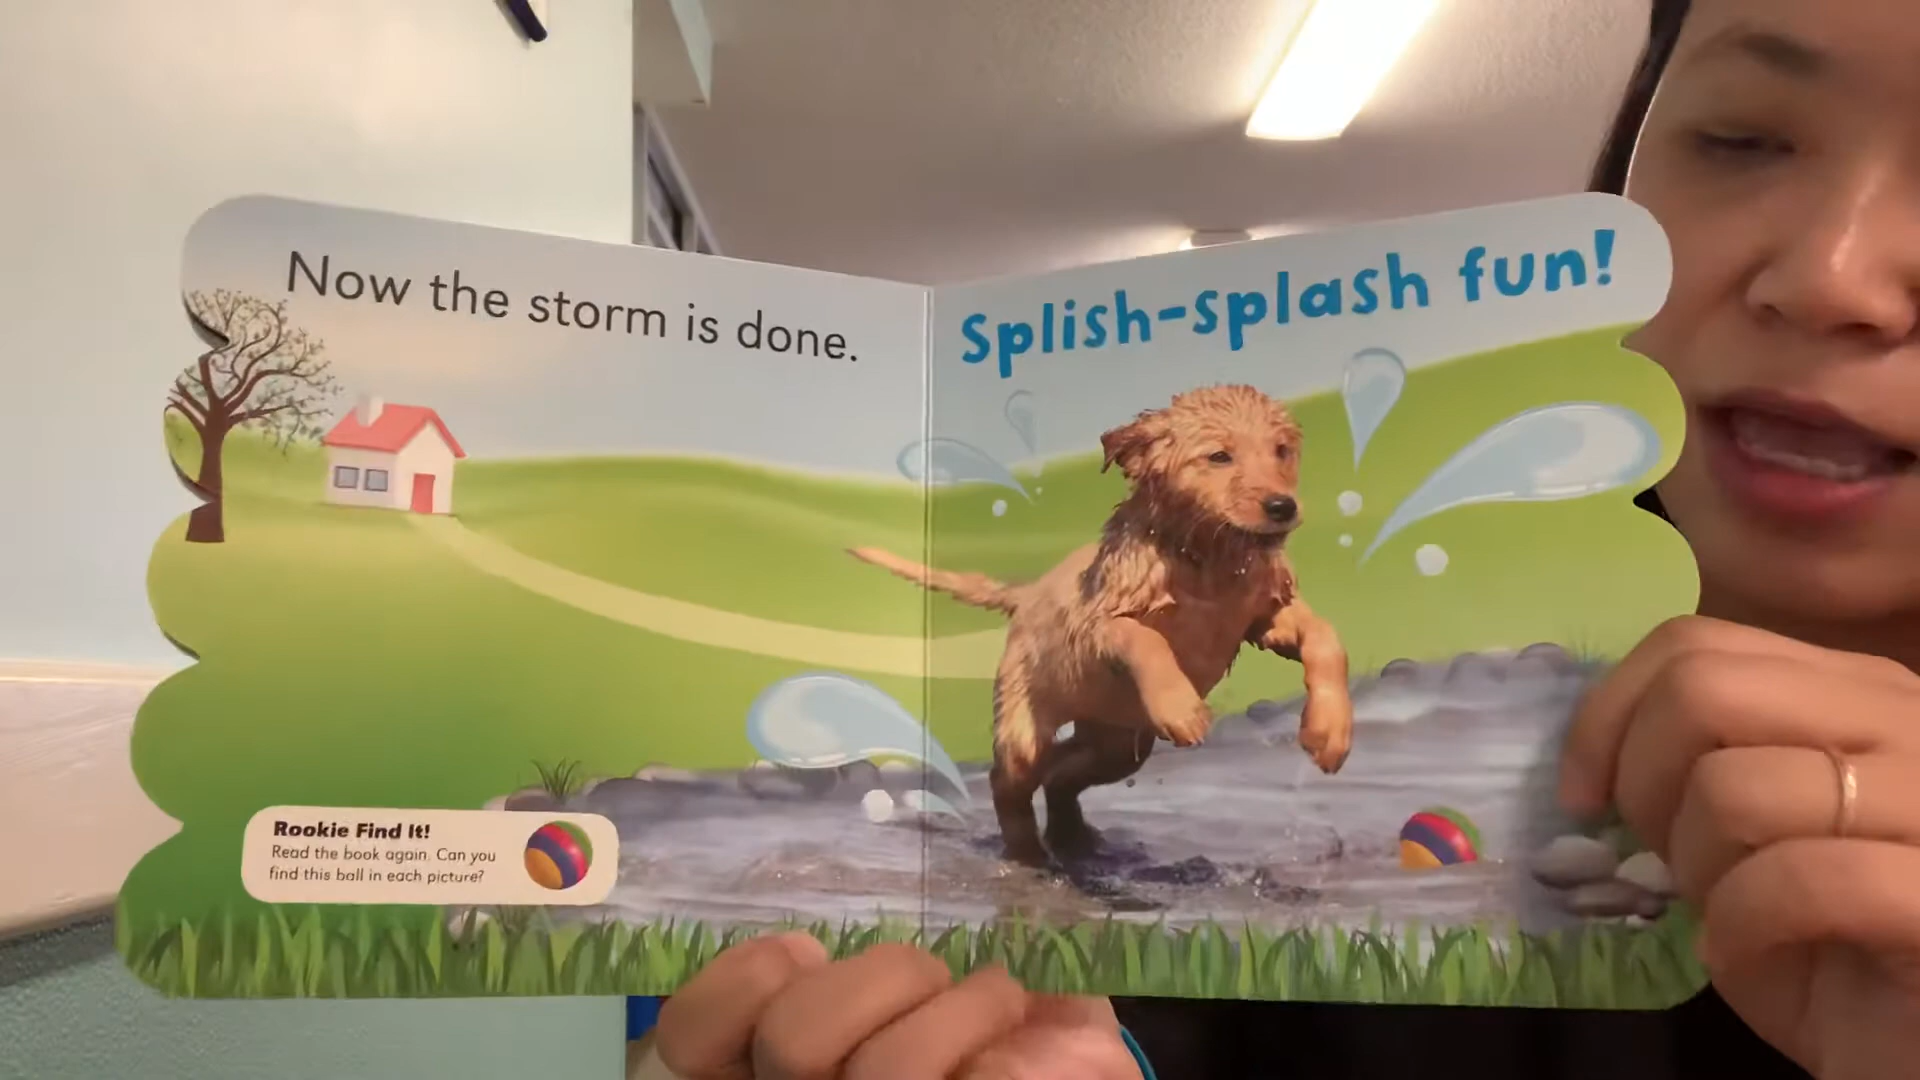 Now the storm is done.
Splish-splash fun!
Rookie Find It!
Read the book again. Can you
find this ball in each picture?